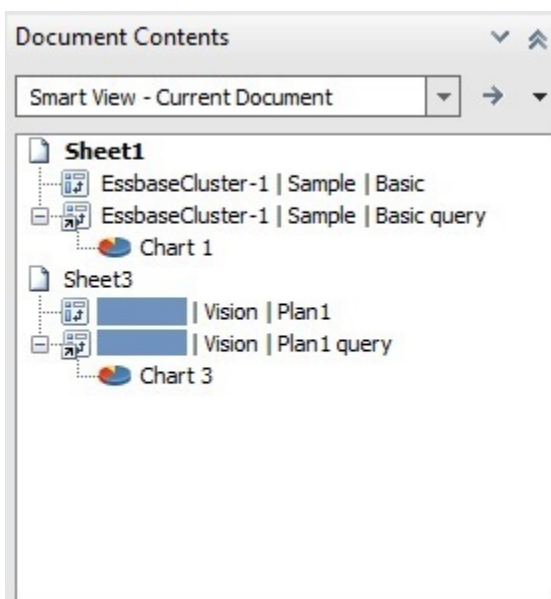 Document Contents
Smart View - Current Document
Sheet1
EssbaseCluster-1 | Sample | Basic
EssbaseCluster-1 | Sample | Basic query
Chart 1
Sheet3
| Vision | Plan1
| Vision | Plan1 query
Chart 3